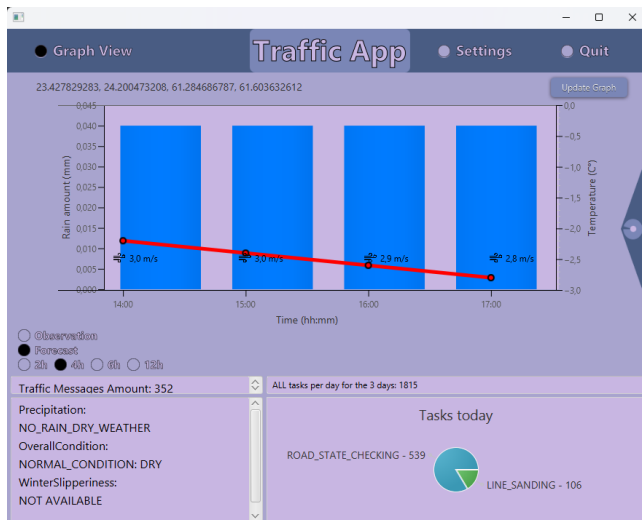 Graph View
Traffic App
Settings
Quit
23.427829283, 24.200473208, 61.284686787, 61.603632612
Update Graph
Rain amount (mm)
0,045
0,040
0,035
0,030
0,025
0,020
0,015
0,010
0,005
0,000
3,0 m/s
3,0 m/s
2,9 m/s
2,8 m/s
0,0
-0,5
-1,0
-1,5
-2,0
-2,5
-3,0
Temperature (C°)
14:00
15:00
16:00
17:00
Time (hh:mm)
Observation
Forecast
2h 4h 6h 12h
Traffic Messages Amount: 352
ALL tasks per day for the 3 days: 1815
Precipitation:
NO_RAIN_DRY_WEATHER
OverallCondition:
NORMAL_CONDITION: DRY
WinterSlipperiness:
NOT AVAILABLE
Tasks today
ROAD_STATE_CHECKING - 539
LINE_SANDING - 106